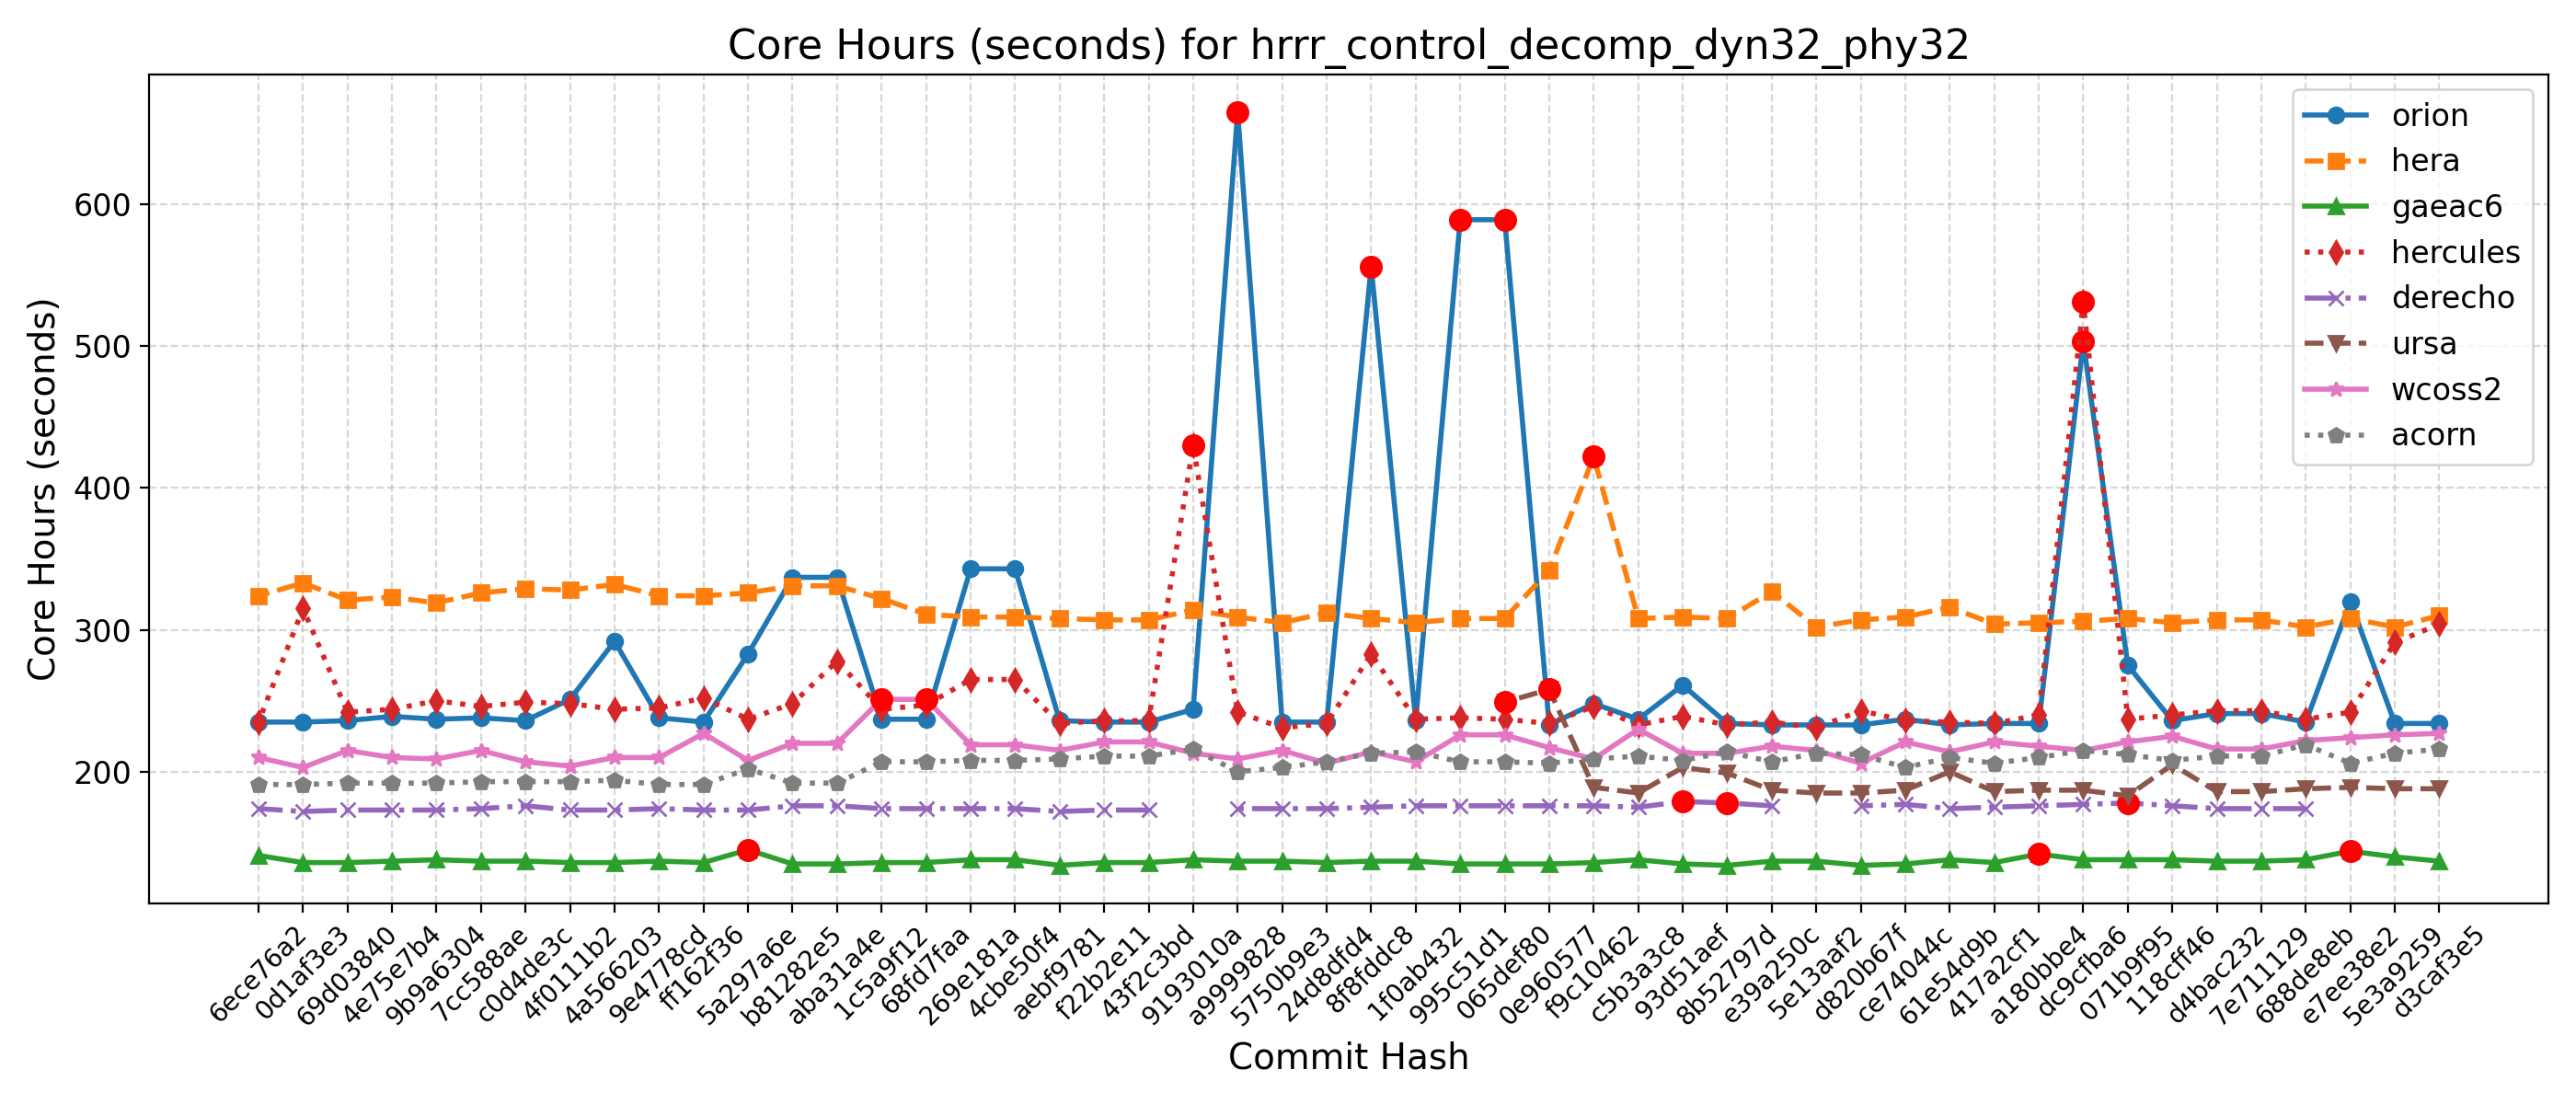 Core Hours (seconds) for hrrr_control_decomp_dyn32_phy32
Core Hours (seconds)
600
500
400
300
200
orion
hera
gaeac6
hercules
derecho
ursa
wcoss2
acorn
6ece76a2
0d1af3e3
69d03840
4e75e7b4
9b9a6304
7cc588ae
c0d4de3c
4f0111b2
4a566203
9e4778cd
ff162f36
5a297a6e
b81282e5
aba31a4e
1c5a9f12
68fd7faa
269e181a
4cbe50f4
aebf9781
f22b2e11
43f2c3bd
9193010a
a9999828
5750b9e3
24d8dfd4
8f8fddc8
1f0ab432
995c51d1
065def80
0e960577
f9c10462
c5b3a3c8
93d51aef
8b52797d
e39a250c
5e13aaf2
d820b67f
ce74044c
61e54d9b
417a2cf1
a180bbe4
dc9cfba6
071b9f95
118cff46
d4bac232
7e711129
688de8eb
e7ee38e2
5e3a9259
d3caf3e5
Commit Hash